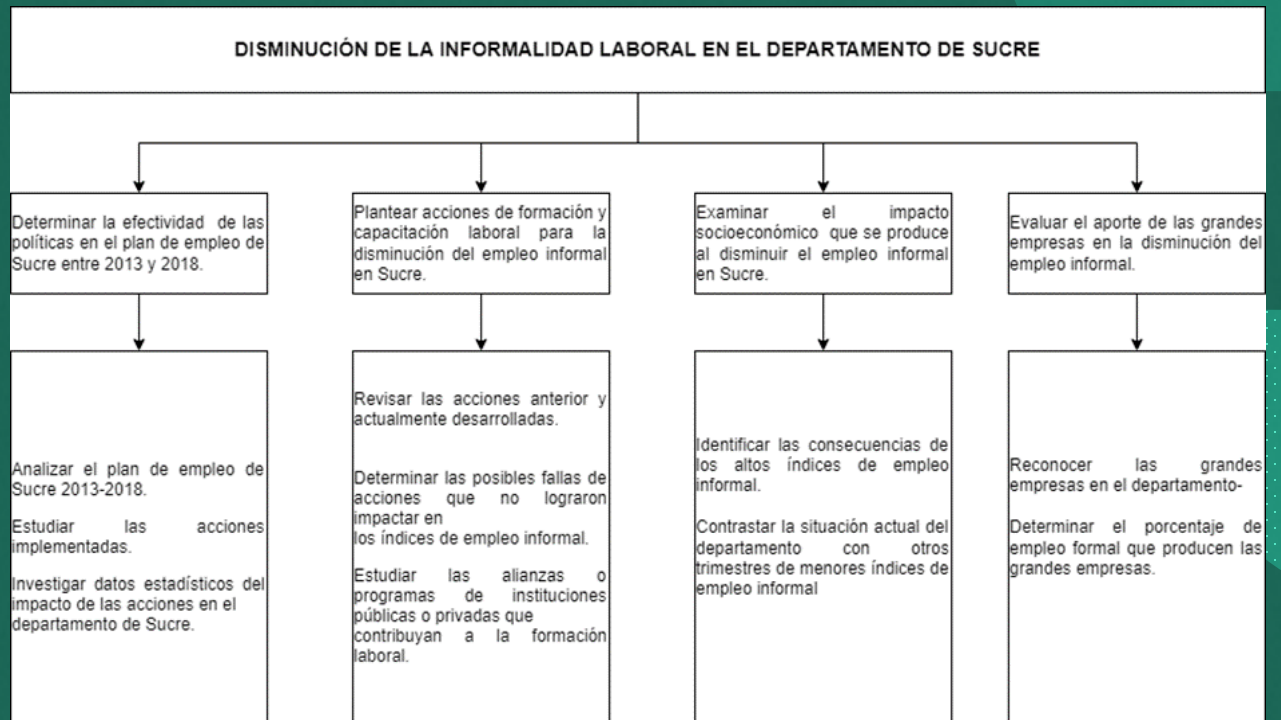 DISMINUCIÓN DE LA INFORMALIDAD LABORAL EN EL DEPARTAMENTO DE SUCRE
Determinar la efectividad de las
políticas en el plan de empleo de
Sucre entre 2013 y 2018.
Plantear acciones de formación y
capacitación laboral para la
disminución del empleo informal
en Sucre.
Examinar el impacto
socioeconómico que se produce
al disminuir el empleo informal
en Sucre.
Evaluar el aporte de las grandes
empresas en la disminución del
empleo informal.
Analizar el plan de empleo de
Sucre 2013-2018.
Estudiar las acciones
implementadas.
Investigar datos estadísticos del
impacto de las acciones en el
departamento de Sucre.
Revisar las acciones anterior y
actualmente desarrolladas.
Determinar las posibles fallas de
acciones que no lograron
impactar en
los índices de empleo informal.
Estudiar las alianzas o
programas de instituciones
públicas o privadas que
contribuyan a la formación
laboral.
Identificar las consecuencias de
los altos índices de empleo
informal.
Contrastar la situación actual del
departamento con otros
trimestres de menores índices de
empleo informal
Reconocer las grandes
empresas en el departamento-
Determinar el porcentaje de
empleo formal que producen las
grandes empresas.